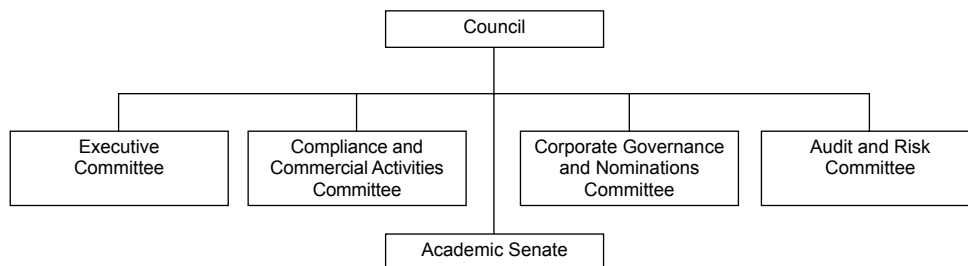 Council
Executive
Committee
Compliance and
Commercial Activities
Committee
Corporate Governance
and Nominations
Committee
Audit and Risk
Committee
Academic Senate